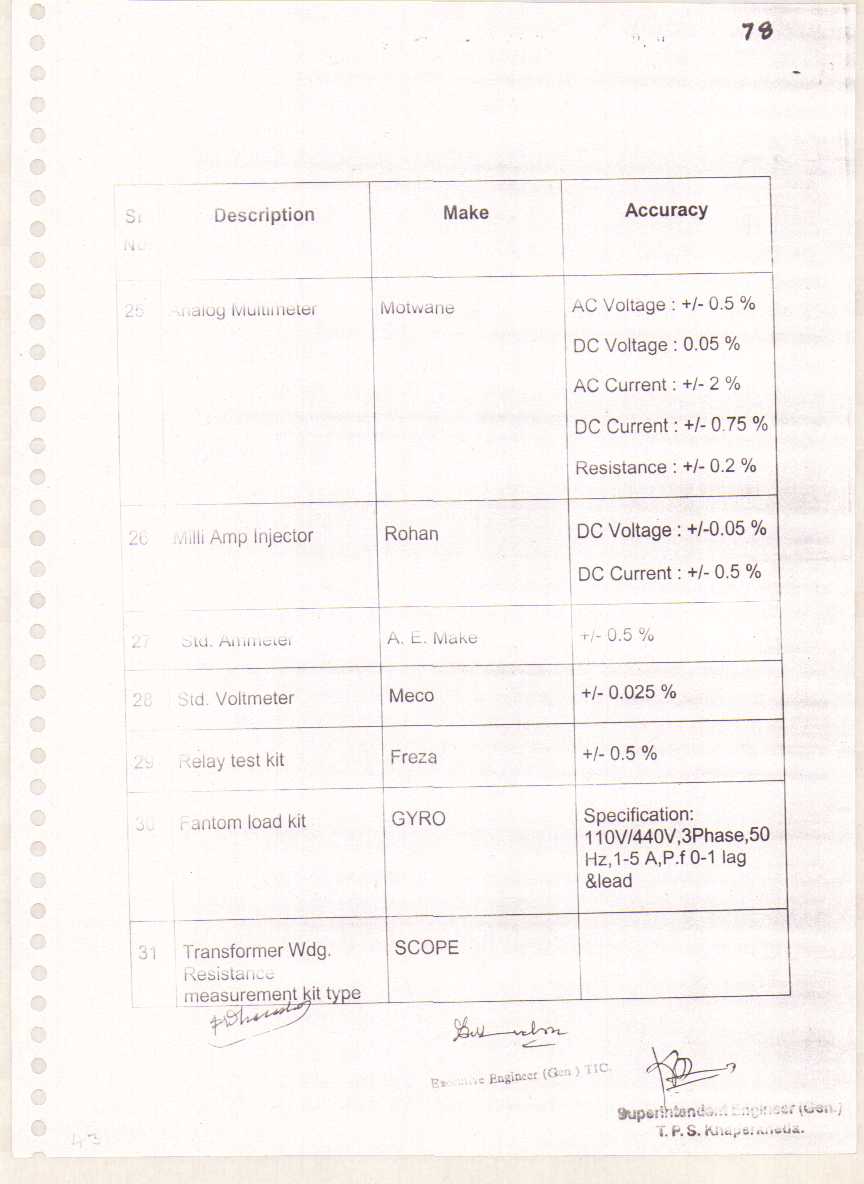 78
Sr Description Make Accuracy
No.
25 Analog Multimeter Motwane AC Voltage : +/- 0.5 %
DC Voltage : 0.05 %
AC Current : +/- 2 %
DC Current : +/- 0.75 %
Resistance : +/- 0.2 %
26 Milli Amp Injector Rohan DC Voltage : +/-0.05 %
DC Current : +/- 0.5 %
27 Std. Ammeter A. E. Make +/- 0.5 %
28 Std. Voltmeter Meco +/- 0.025 %
29 Relay test kit Freza +/- 0.5 %
30 Fantom load kit GYRO Specification:
110V/440V,3Phase,50
Hz,1-5 A,P.f 0-1 lag
&lead
31 Transformer Wdg. SCOPE
Resistance
measurement kit type
Executive Engineer (Gen ) TIC.
Superintendent Engineer (Gen.)
T. P. S. Khaperkheda.
43